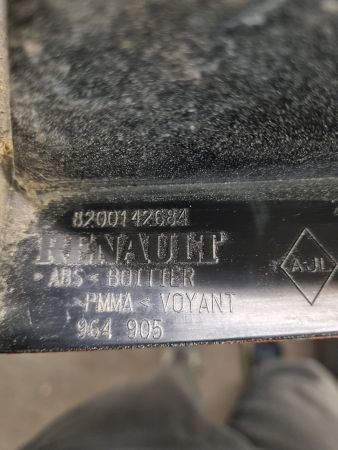 8200142684
RENAULT
•ABS < BOITIER
>PMMA < VOYANT
964 905
AJL